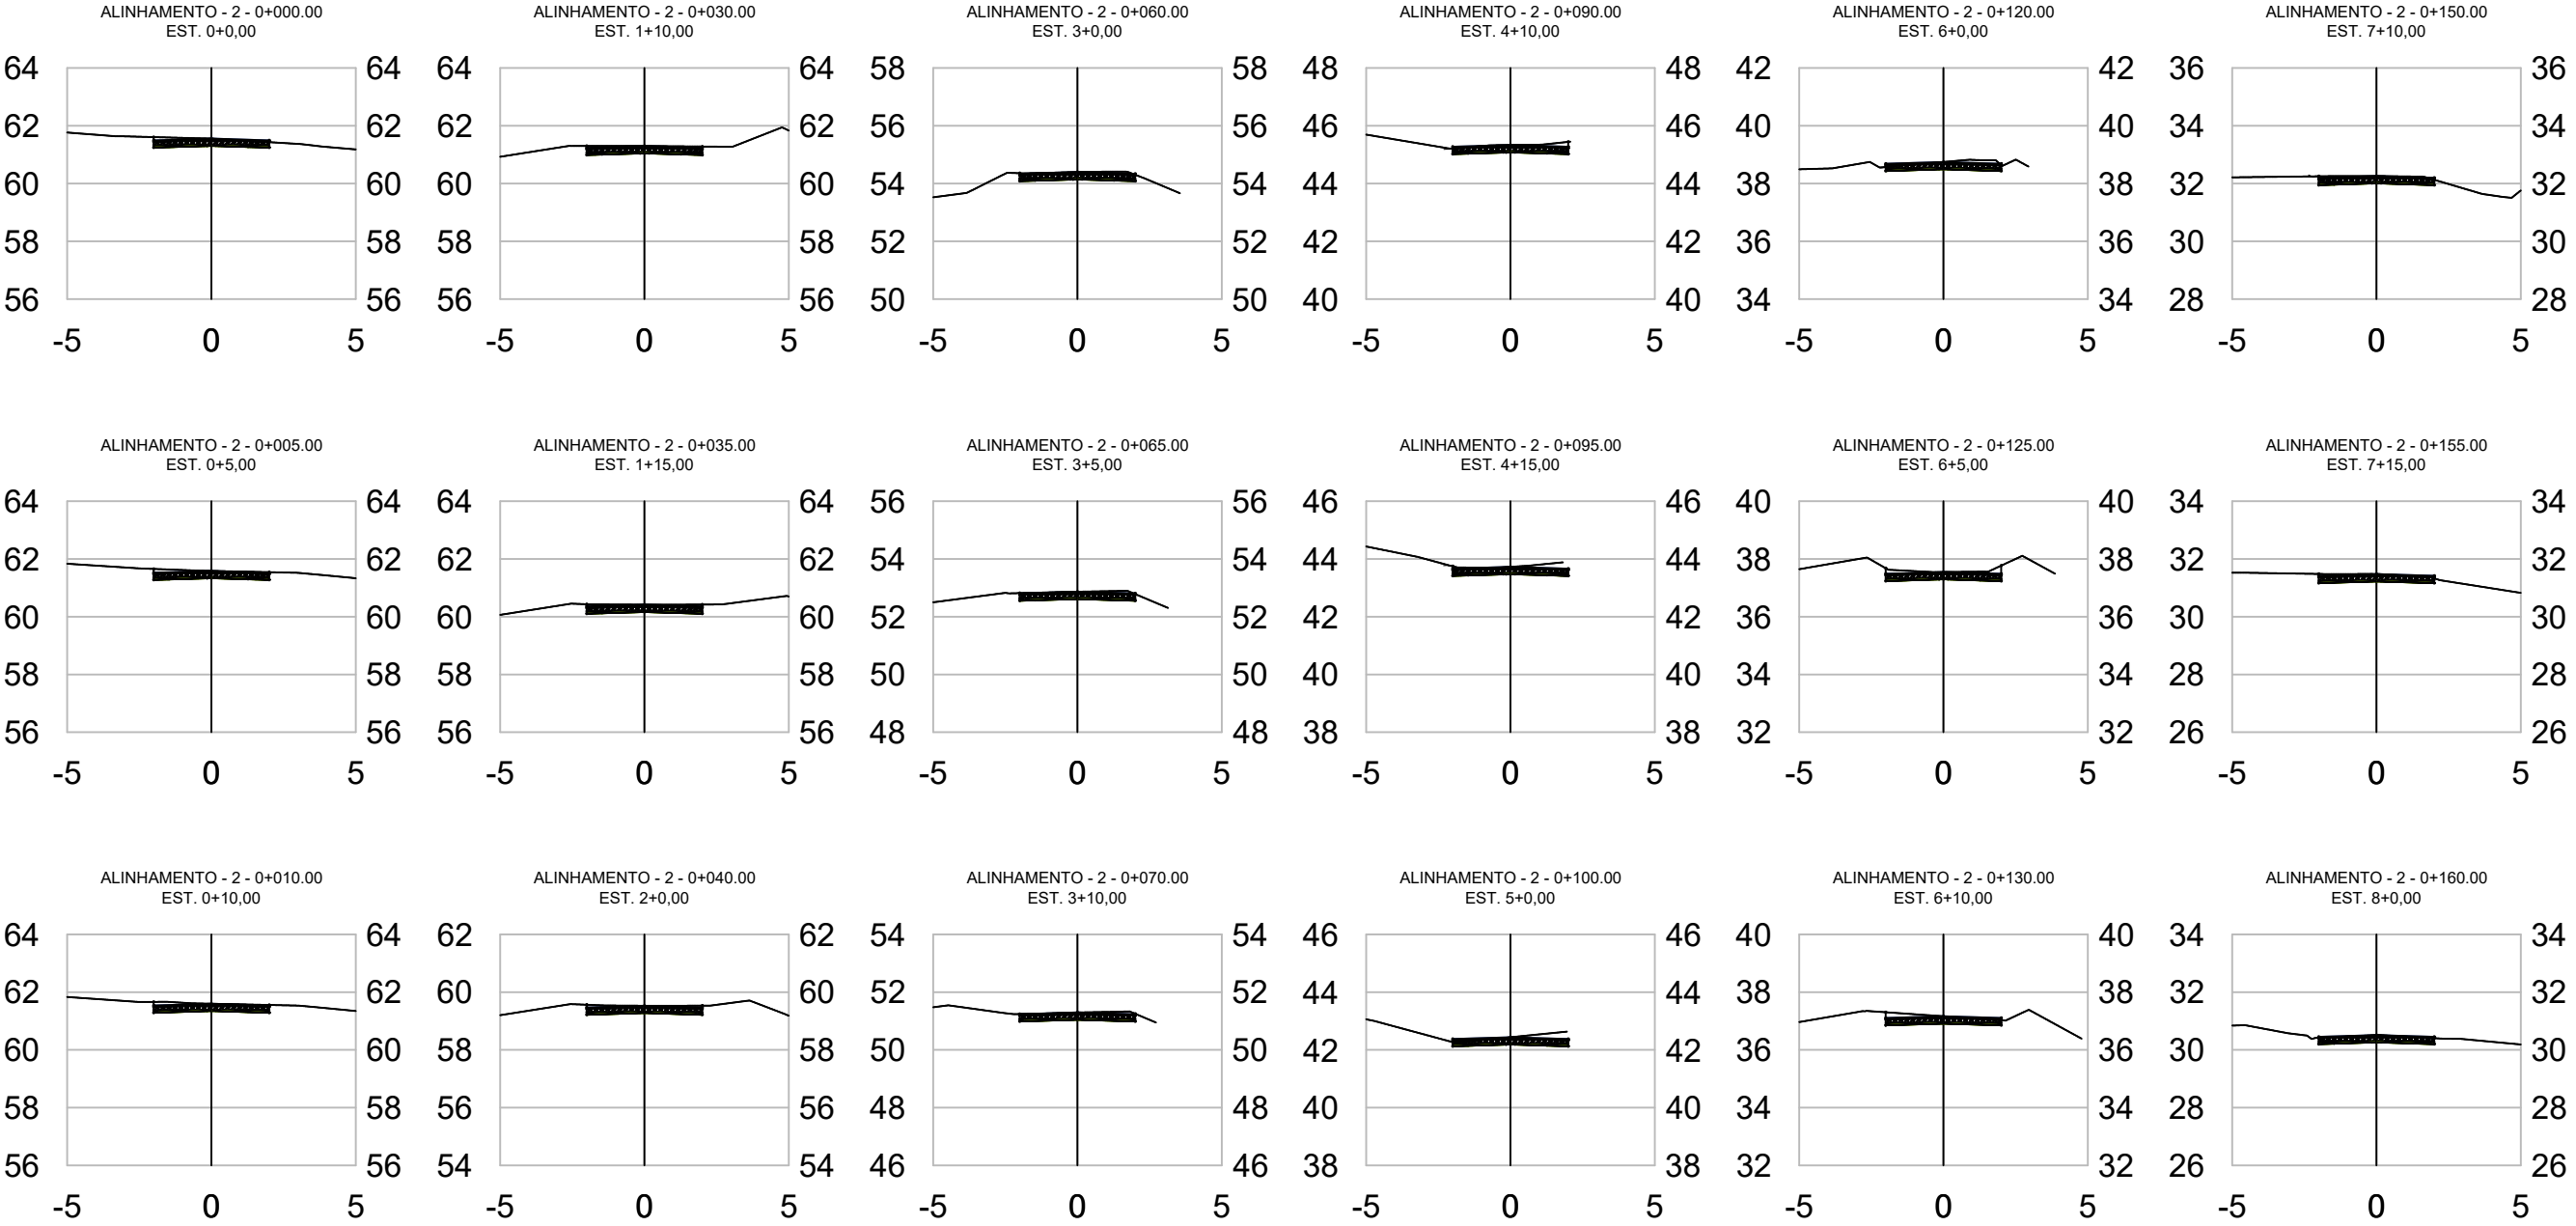 ALINHAMENTO - 2 - 0+000.00
EST. 0+0,00
64 64
62 62
60 60
58 58
56 56
-5 0 5
ALINHAMENTO - 2 - 0+030.00
EST. 1+10,00
64 64
62 62
60 60
58 58
56 56
-5 0 5
ALINHAMENTO - 2 - 0+060.00
EST. 3+0,00
58 58
56 56
54 54
52 52
50 50
-5 0 5
ALINHAMENTO - 2 - 0+090.00
EST. 4+10,00
48 48
46 46
44 44
42 42
40 40
-5 0 5
ALINHAMENTO - 2 - 0+120.00
EST. 6+0,00
42 42
40 40
38 38
36 36
34 34
-5 0 5
ALINHAMENTO - 2 - 0+150.00
EST. 7+10,00
36 36
34 34
32 32
30 30
28 28
-5 0 5
ALINHAMENTO - 2 - 0+005.00
EST. 0+5,00
64 64
62 62
60 60
58 58
56 56
-5 0 5
ALINHAMENTO - 2 - 0+035.00
EST. 1+15,00
64 64
62 62
60 60
58 58
56 56
-5 0 5
ALINHAMENTO - 2 - 0+065.00
EST. 3+5,00
56 56
54 54
52 52
50 50
48 48
-5 0 5
ALINHAMENTO - 2 - 0+095.00
EST. 4+15,00
46 46
44 44
42 42
40 40
38 38
-5 0 5
ALINHAMENTO - 2 - 0+125.00
EST. 6+5,00
40 40
38 38
36 36
34 34
32 32
-5 0 5
ALINHAMENTO - 2 - 0+155.00
EST. 7+15,00
34 34
32 32
30 30
28 28
26 26
-5 0 5
ALINHAMENTO - 2 - 0+010.00
EST. 0+10,00
64 64
62 62
60 60
58 58
56 56
-5 0 5
ALINHAMENTO - 2 - 0+040.00
EST. 2+0,00
62 62
60 60
58 58
56 56
54 54
-5 0 5
ALINHAMENTO - 2 - 0+070.00
EST. 3+10,00
54 54
52 52
50 50
48 48
46 46
-5 0 5
ALINHAMENTO - 2 - 0+100.00
EST. 5+0,00
46 46
44 44
42 42
40 40
38 38
-5 0 5
ALINHAMENTO - 2 - 0+130.00
EST. 6+10,00
40 40
38 38
36 36
34 34
32 32
-5 0 5
ALINHAMENTO - 2 - 0+160.00
EST. 8+0,00
34 34
32 32
30 30
28 28
26 26
-5 0 5